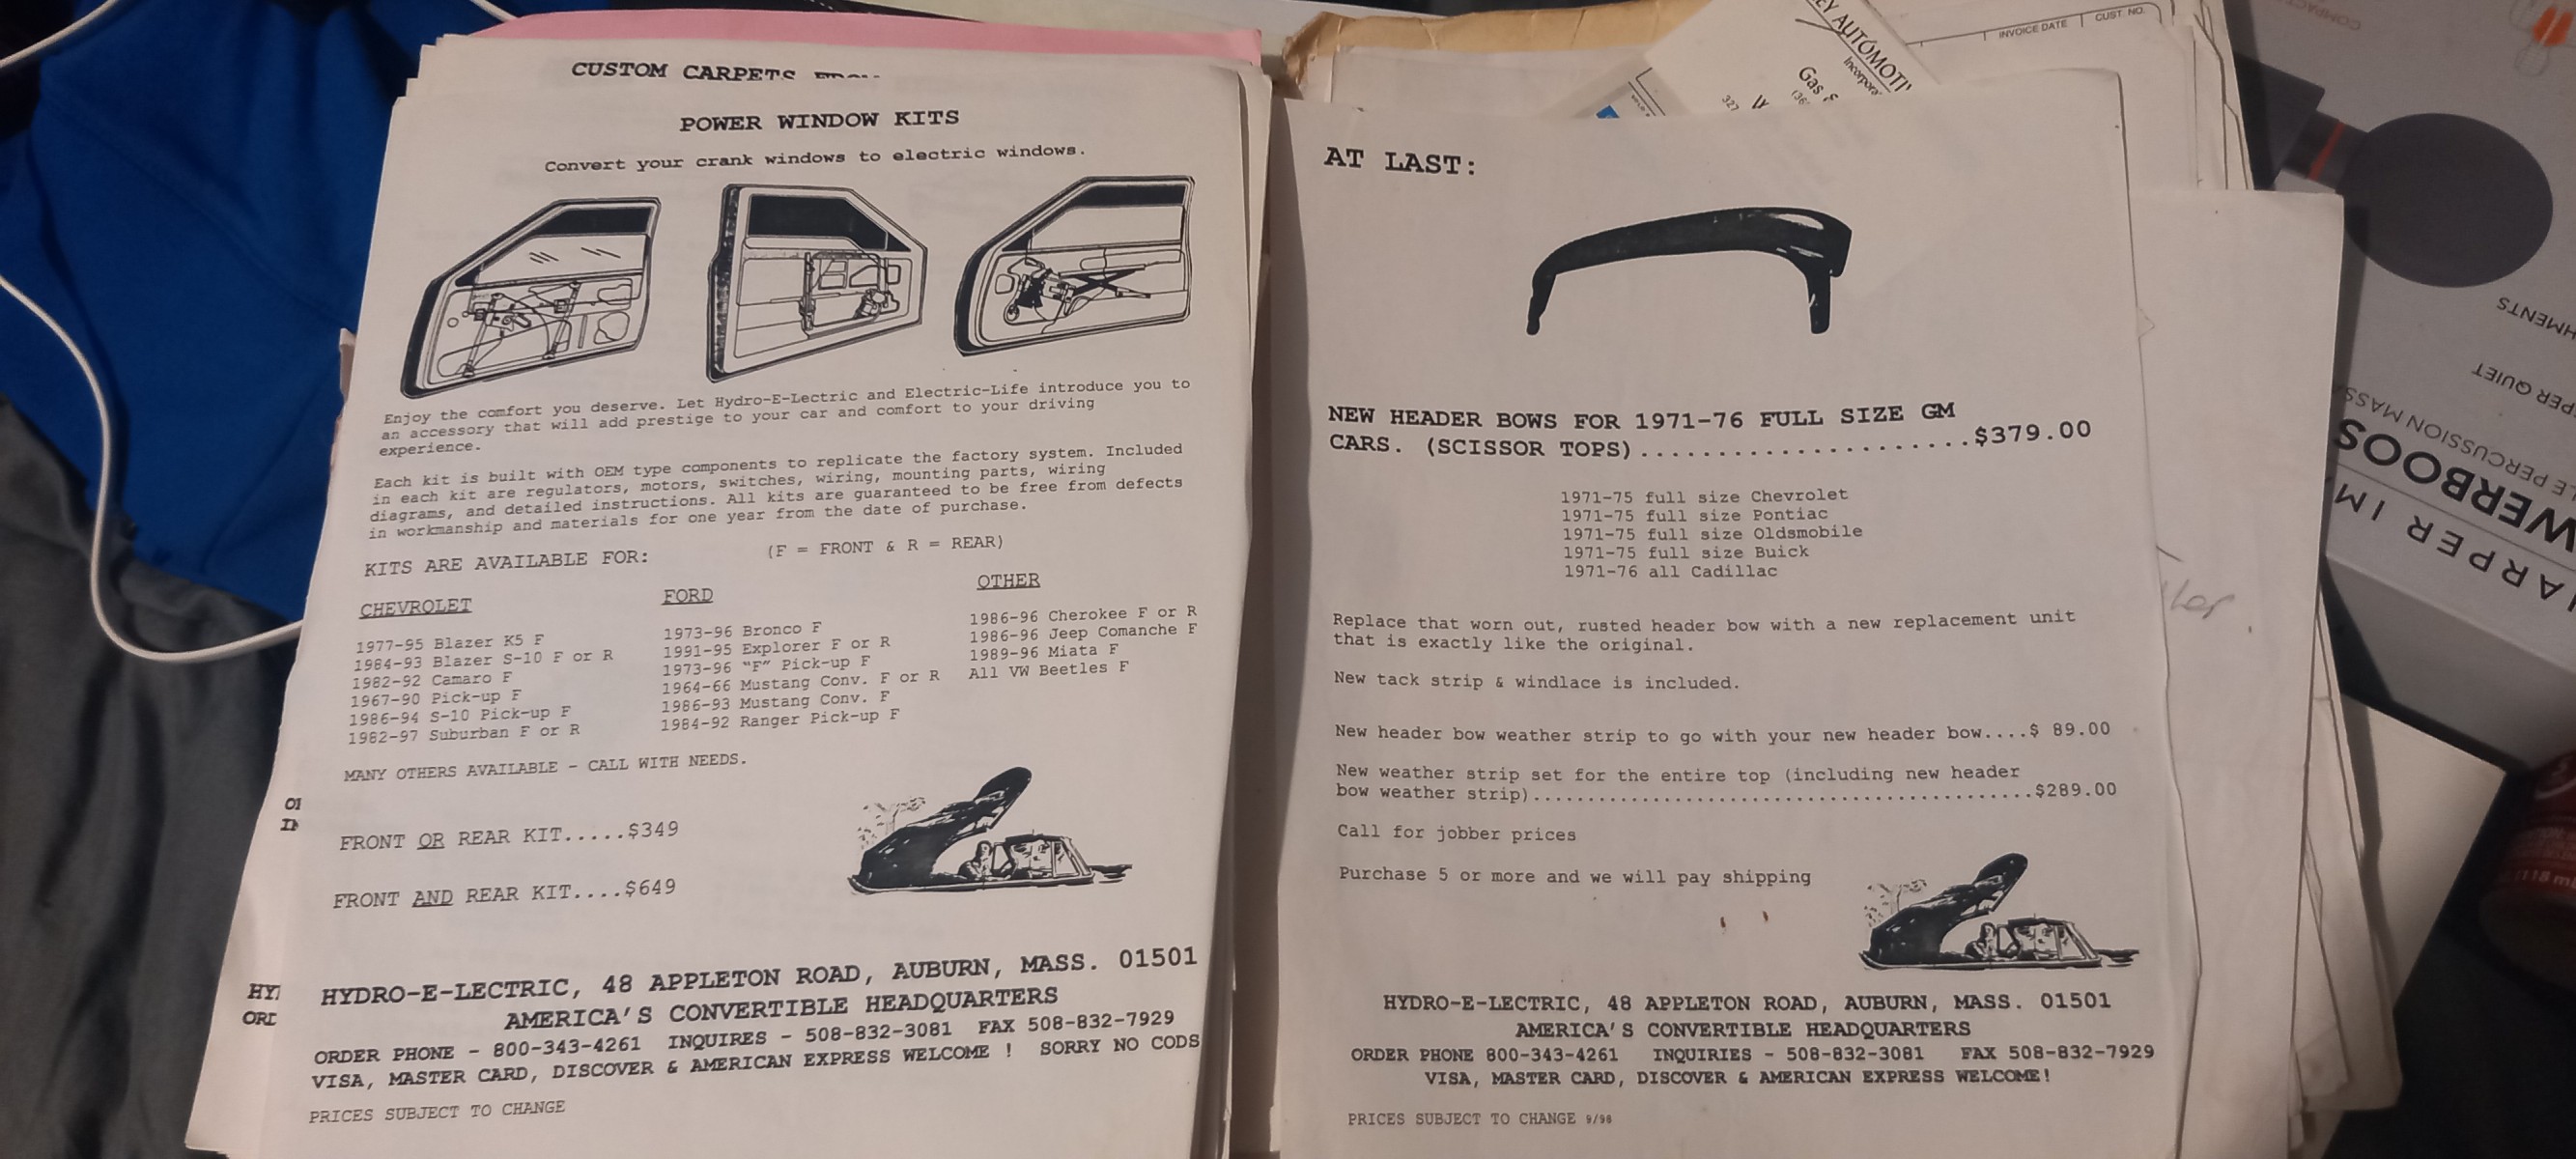 CUSTOM CARPETS
POWER WINDOW KITS
Convert your crank windows to electric windows.
Enjoy the comfort you deserve. Let Hydro-E-Lectric and Electric-Life introduce you to
an accessory that will add prestige to your car and comfort to your driving
experience.
Each kit is built with OEM type components to replicate the factory system. Included
in each kit are regulators, motors, switches, wiring, mounting parts, wiring
diagrams, and detailed instructions. All kits are guaranteed to be free from defects
in workmanship and materials for one year from the date of purchase.
KITS ARE AVAILABLE FOR: (F = FRONT & R = REAR)
CHEVROLET
1977-95 Blazer K5 F
1984-93 Blazer S-10 F or R
1982-92 Camaro F
1967-90 Pick-up F
1986-94 S-10 Pick-up F
1982-97 Suburban F or R
FORD
1973-96 Bronco F
1991-95 Explorer F or R
1973-96 "F" Pick-up F
1964-66 Mustang Conv. F or R
1986-93 Mustang Conv. F
1984-92 Ranger Pick-up F
OTHER
1986-96 Cherokee F or R
1986-96 Jeep Comanche F
1989-96 Miata F
All VW Beetles F
MANY OTHERS AVAILABLE - CALL WITH NEEDS.
FRONT OR REAR KIT.....$349
FRONT AND REAR KIT....$649
HYDRO-E-LECTRIC, 48 APPLETON ROAD, AUBURN, MASS. 01501
AMERICA'S CONVERTIBLE HEADQUARTERS
ORDER PHONE - 800-343-4261 INQUIRES - 508-832-3081 FAX 508-832-7929
VISA, MASTER CARD, DISCOVER & AMERICAN EXPRESS WELCOME ! SORRY NO CODS
PRICES SUBJECT TO CHANGE
AT LAST:
NEW HEADER BOWS FOR 1971-76 FULL SIZE GM
CARS. (SCISSOR TOPS).....................$379.00
1971-75 full size Chevrolet
1971-75 full size Pontiac
1971-75 full size Oldsmobile
1971-75 full size Buick
1971-76 all Cadillac
Replace that worn out, rusted header bow with a new replacement unit
that is exactly like the original.
New tack strip & windlace is included.
New header bow weather strip to go with your new header bow....$ 89.00
New weather strip set for the entire top (including new header
bow weather strip)............................................$289.00
Call for jobber prices
Purchase 5 or more and we will pay shipping
HYDRO-E-LECTRIC, 48 APPLETON ROAD, AUBURN, MASS. 01501
AMERICA'S CONVERTIBLE HEADQUARTERS
ORDER PHONE 800-343-4261 INQUIRIES - 508-832-3081 FAX 508-832-7929
VISA, MASTER CARD, DISCOVER & AMERICAN EXPRESS WELCOME!
PRICES SUBJECT TO CHANGE 9/98
INVOICE DATE
CUST. NO.
Gas &
327
QUIET
PERCUSSION